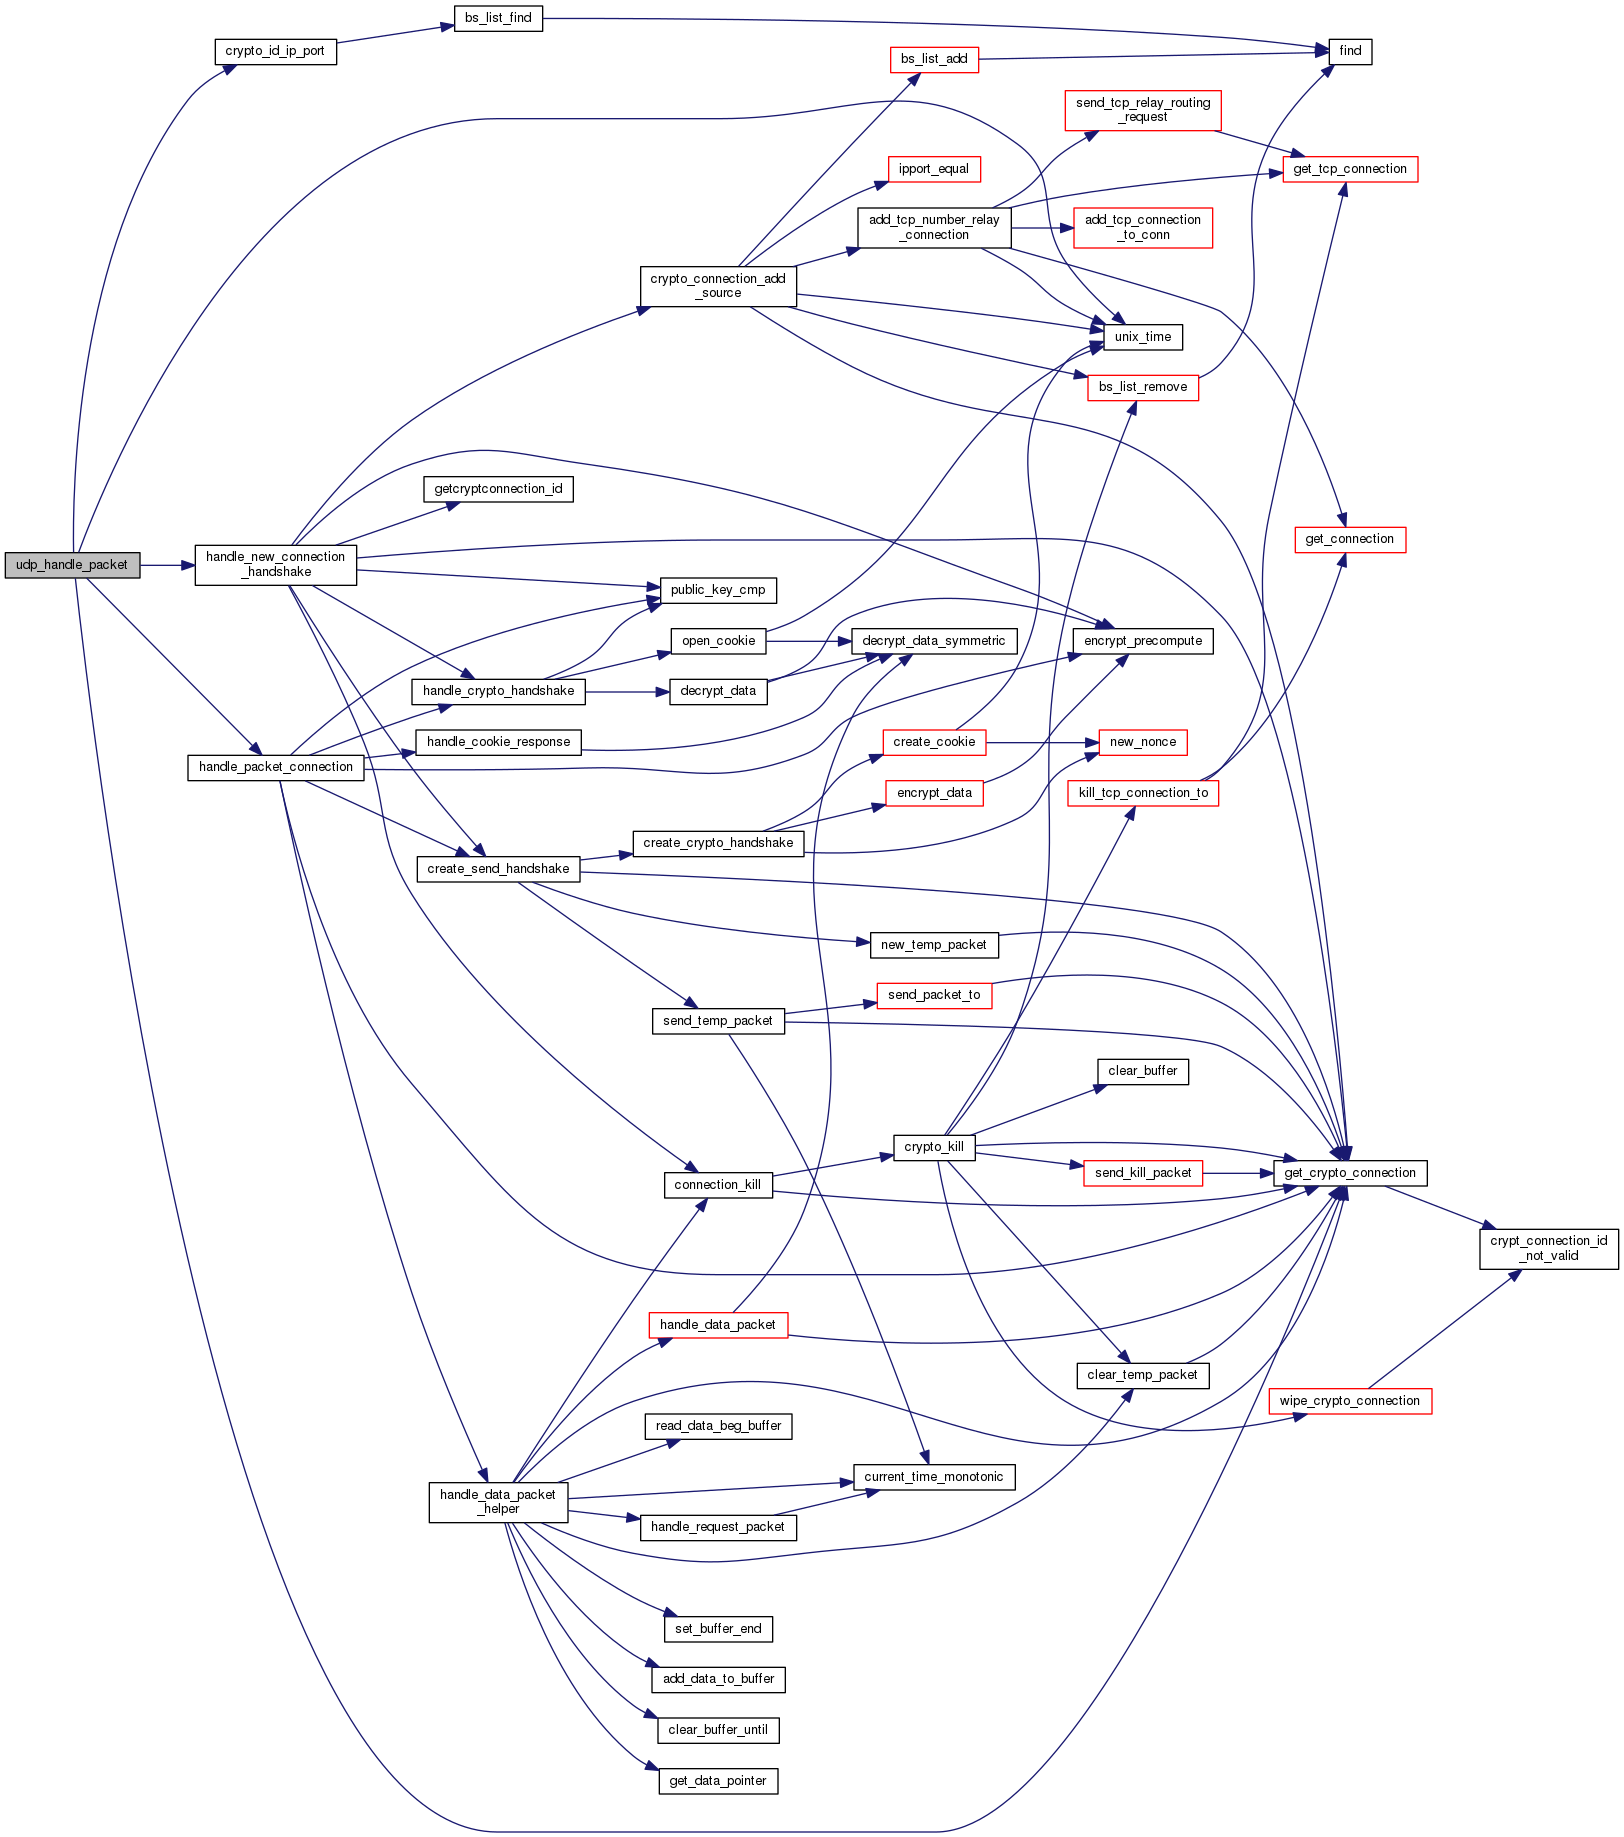 bs_list_find
crypto_id_ip_port
find
bs_list_add
send_tcp_relay_routing
_request
ipport_equal
get_tcp_connection
add_tcp_number_relay
_connection
add_tcp_connection
_to_conn
crypto_connection_add
_source
unix_time
bs_list_remove
getcryptconnection_id
get_connection
udp_handle_packet
handle_new_connection
_handshake
public_key_cmp
open_cookie
decrypt_data_symmetric
encrypt_precompute
handle_crypto_handshake
decrypt_data
handle_cookie_response
create_cookie
new_nonce
handle_packet_connection
encrypt_data
kill_tcp_connection_to
create_crypto_handshake
create_send_handshake
new_temp_packet
send_packet_to
send_temp_packet
clear_buffer
crypto_kill
send_kill_packet
get_crypto_connection
connection_kill
crypt_connection_id
_not_valid
handle_data_packet
clear_temp_packet
wipe_crypto_connection
read_data_beg_buffer
current_time_monotonic
handle_data_packet
_helper
handle_request_packet
set_buffer_end
add_data_to_buffer
clear_buffer_until
get_data_pointer